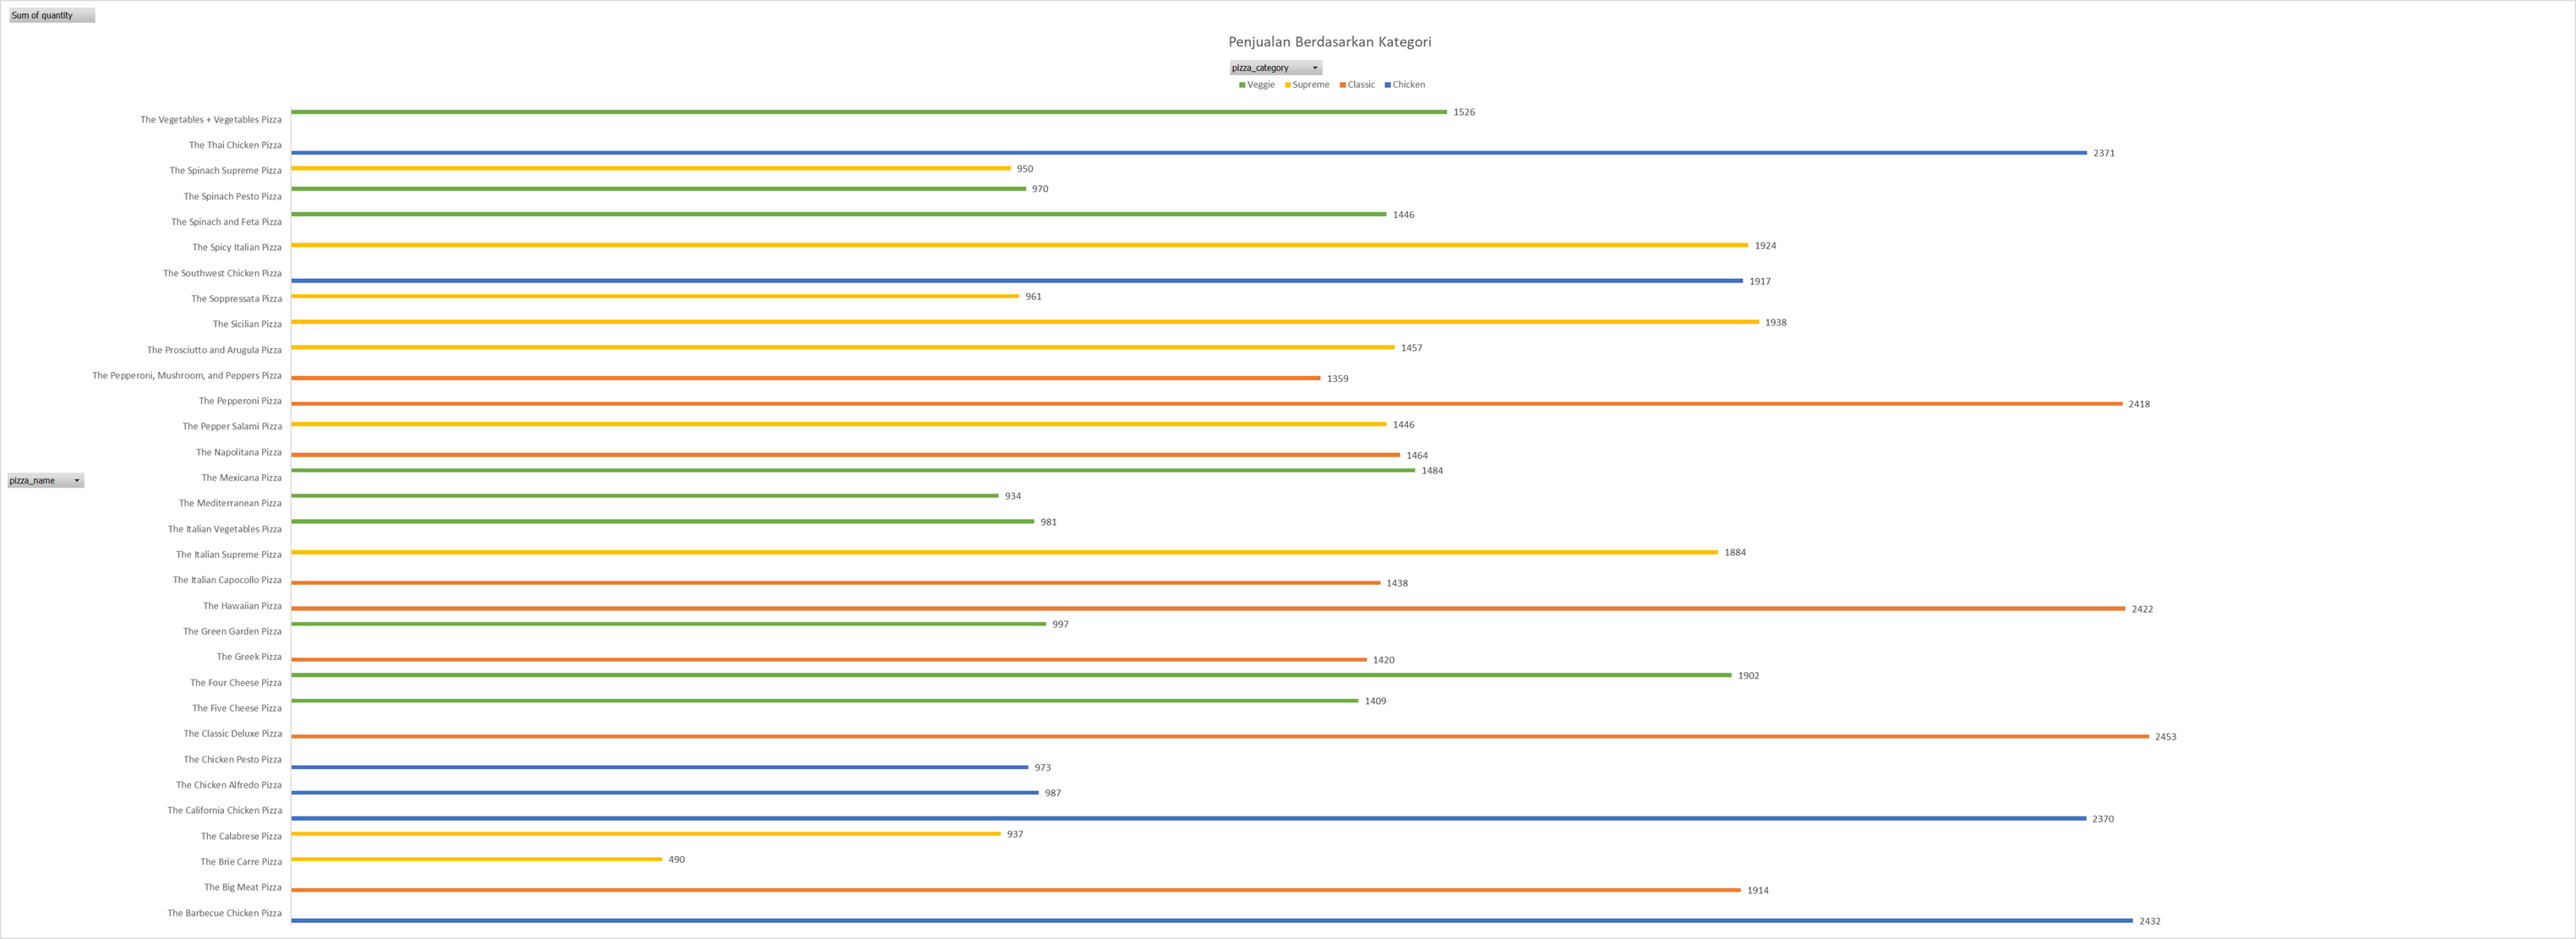 Sum of quantity
Penjualan Berdasarkan Kategori
pizza_category
Veggie Supreme Classic Chicken
The Vegetables + Vegetables Pizza 1526
The Thai Chicken Pizza 2371
The Spinach Supreme Pizza 950
The Spinach Pesto Pizza 970
The Spinach and Feta Pizza 1446
The Spicy Italian Pizza 1924
The Southwest Chicken Pizza 1917
The Soppressata Pizza 961
The Sicilian Pizza 1938
The Prosciutto and Arugula Pizza 1457
The Pepperoni, Mushroom, and Peppers Pizza 1359
The Pepperoni Pizza 2418
The Pepper Salami Pizza 1446
The Napolitana Pizza 1464
The Mexicana Pizza 1484
pizza_name
The Mediterranean Pizza 934
The Italian Vegetables Pizza 981
The Italian Supreme Pizza 1884
The Italian Capocollo Pizza 1438
The Hawaiian Pizza 2422
The Green Garden Pizza 997
The Greek Pizza 1420
The Four Cheese Pizza 1902
The Five Cheese Pizza 1409
The Classic Deluxe Pizza 2453
The Chicken Pesto Pizza 973
The Chicken Alfredo Pizza 987
The California Chicken Pizza 2370
The Calabrese Pizza 937
The Brie Carre Pizza 490
The Big Meat Pizza 1914
The Barbecue Chicken Pizza 2432